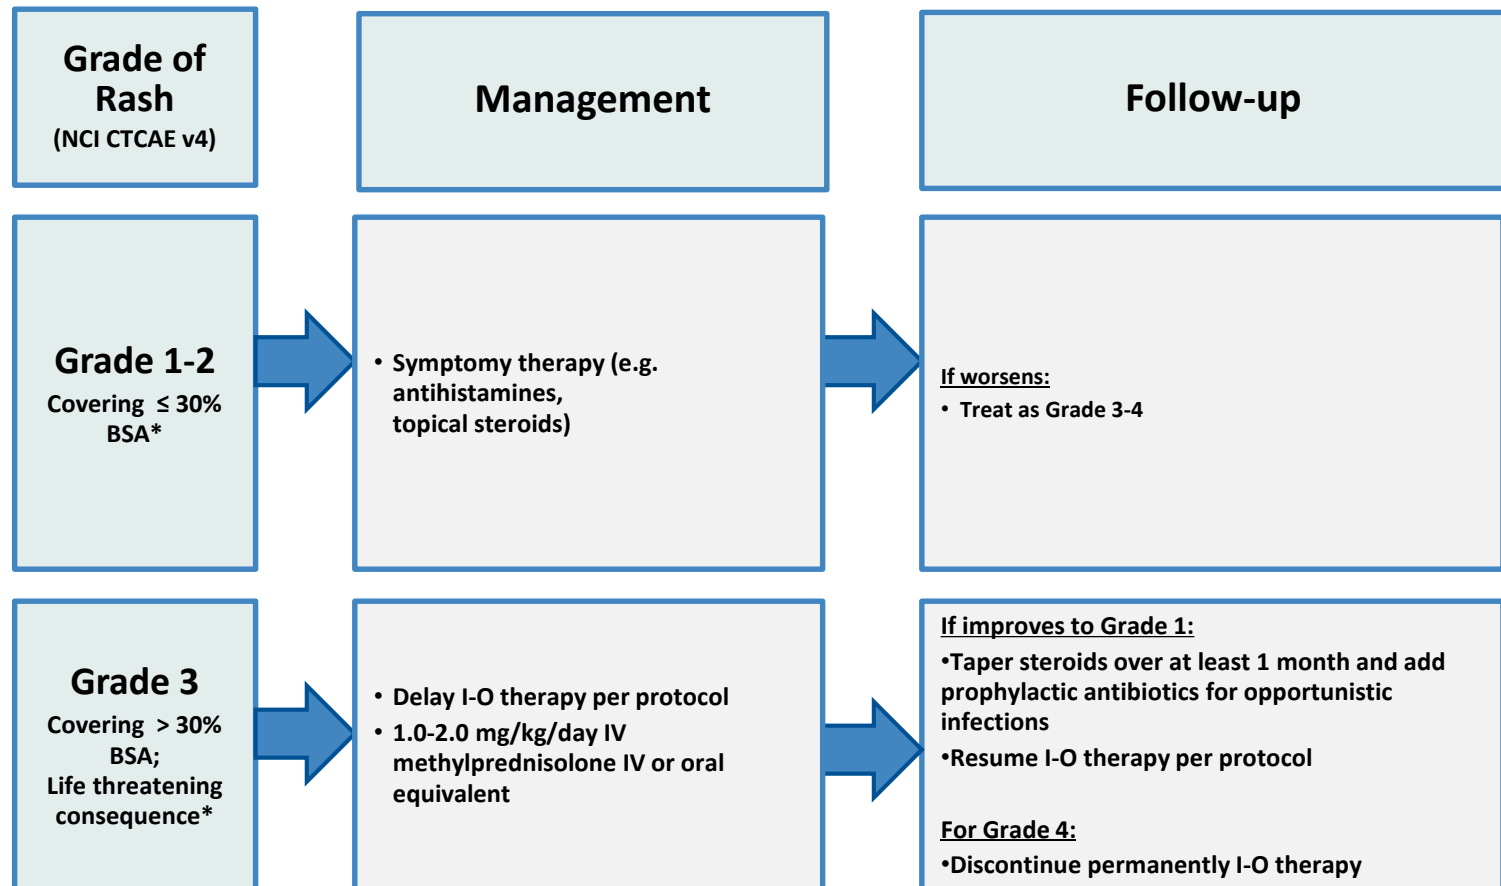 Grade of
Rash
(NCI CTCAE v4)
Management
Follow-up
Grade 1-2
Covering ≤ 30%
BSA*
• Symptomy therapy (e.g.
antihistamines,
topical steroids)
If worsens:
• Treat as Grade 3-4
Grade 3
Covering > 30%
BSA;
Life threatening
consequence*
• Delay I-O therapy per protocol
• 1.0-2.0 mg/kg/day IV
methylprednisolone IV or oral
equivalent
If improves to Grade 1:
•Taper steroids over at least 1 month and add
prophylactic antibiotics for opportunistic
infections
•Resume I-O therapy per protocol
For Grade 4:
•Discontinue permanently I-O therapy